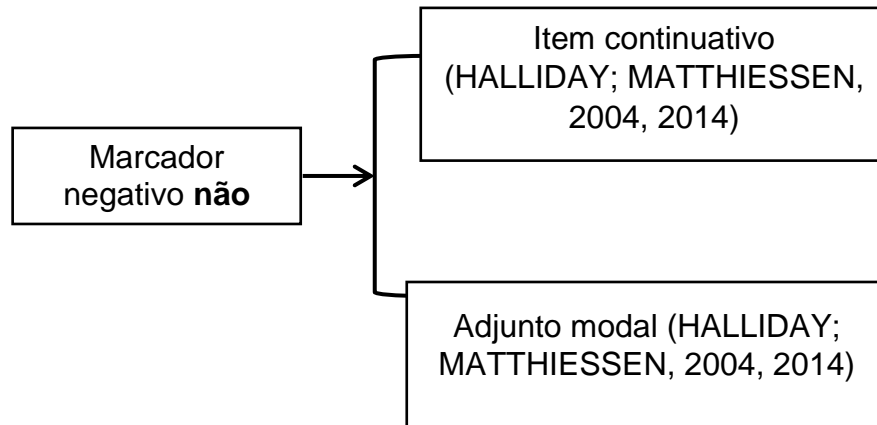 Item continuativo
(HALLIDAY; MATTHIESSEN,
2004, 2014)
Marcador
negativo não
Adjunto modal (HALLIDAY;
MATTHIESSEN, 2004, 2014)